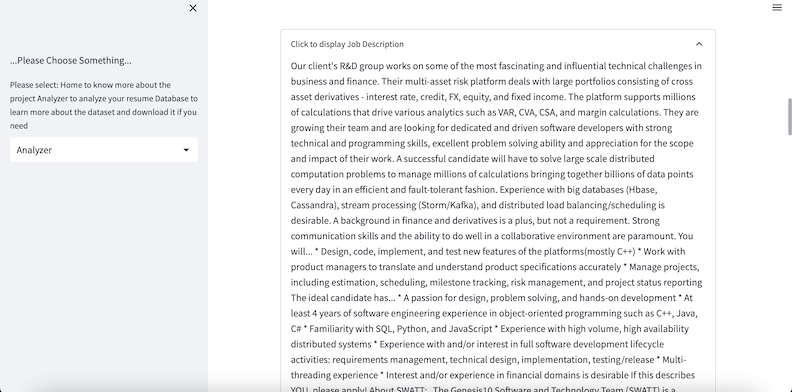 ...Please Choose Something...
Please select: Home to know more about the
project Analyzer to analyze your resume Database to
learn more about the dataset and download it if you
need
Analyzer
Click to display Job Description
Our client's R&D group works on some of the most fascinating and influential technical challenges in
business and finance. Their multi-asset risk platform deals with large portfolios consisting of cross
asset derivatives - interest rate, credit, FX, equity, and fixed income. The platform supports millions
of calculations that drive various analytics such as VAR, CVA, CSA, and margin calculations. They are
growing their team and are looking for dedicated and driven software developers with strong
technical and programming skills, excellent problem solving ability and appreciation for the scope
and impact of their work. A successful candidate will have to solve large scale distributed
computation problems to manage millions of calculations bringing together billions of data points
every day in an efficient and fault-tolerant fashion. Experience with big databases (Hbase,
Cassandra), stream processing (Storm/Kafka), and distributed load balancing/scheduling is
desirable. A background in finance and derivatives is a plus, but not a requirement. Strong
communication skills and the ability to do well in a collaborative environment are paramount. You
will... * Design, code, implement, and test new features of the platforms(mostly C++) * Work with
product managers to translate and understand product specifications accurately * Manage projects,
including estimation, scheduling, milestone tracking, risk management, and project status reporting
The ideal candidate has... * A passion for design, problem solving, and hands-on development * At
least 4 years of software engineering experience in object-oriented programming such as C++, Java,
C# * Familiarity with SQL, Python, and JavaScript * Experience with high volume, high availability
distributed systems * Experience with and/or interest in full software development lifecycle
activities: requirements management, technical design, implementation, testing/release * Multi-
threading experience * Interest and/or experience in financial domains is desirable If this describes
YOU, please apply! About SWATT: The Genesis10 Software and Technology Team (SWATT) is a